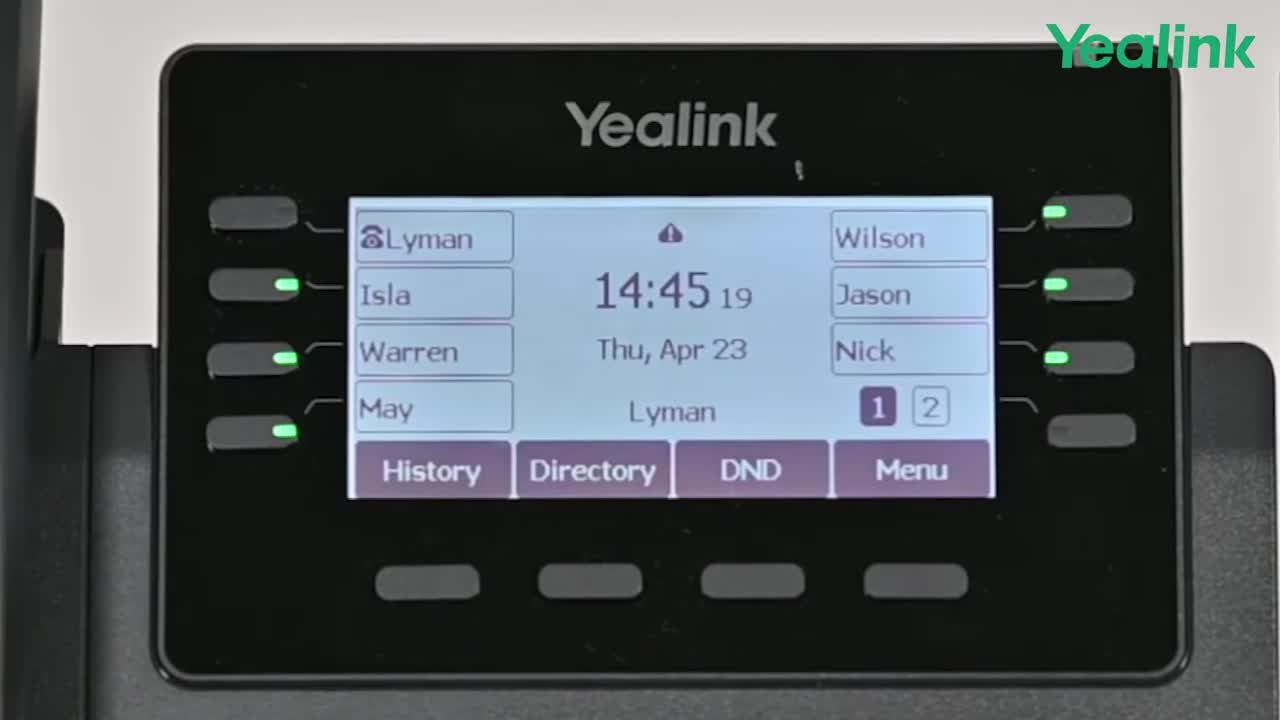 Yealink
Yealink
Lyman
Wilson
14:45 19
Isla
Jason
Thu, Apr 23
Warren
Nick
May
Lyman
1 2
History Directory DND Menu